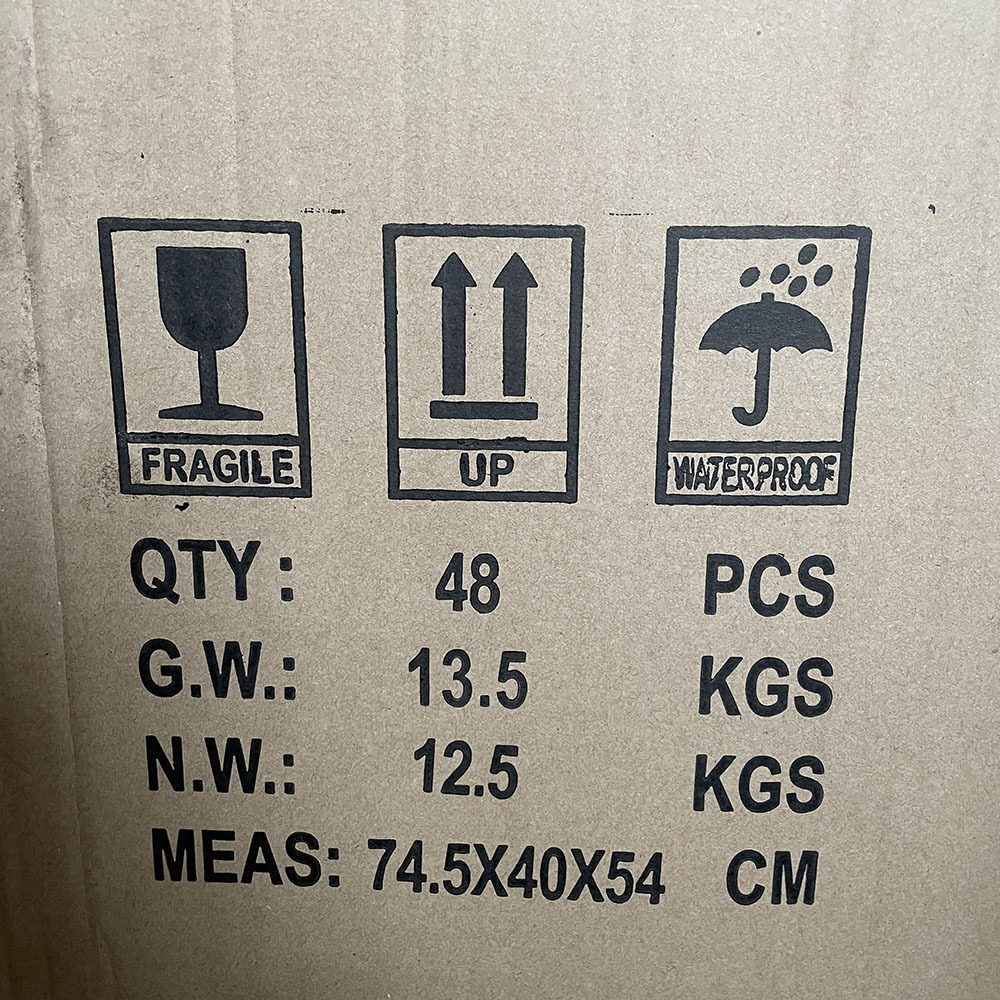 FRAGILE UP WATERPROOF
QTY: 48 PCS
G.W.: 13.5 KGS
N.W.: 12.5 KGS
MEAS: 74.5X40X54 CM